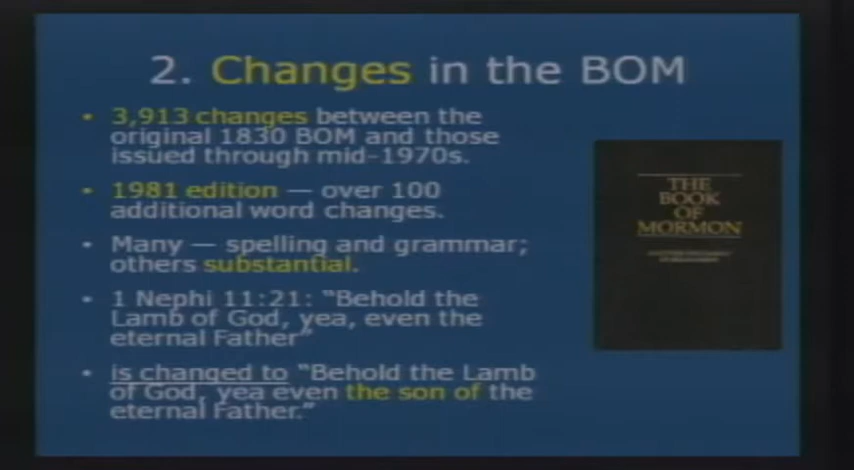 2. Changes in the BOM
• 3,913 changes between the
original 1830 BOM and those
issued through mid-1970s.
• 1981 edition — over 100
additional word changes.
• Many — spelling and grammar;
others substantial.
• 1 Nephi 11:21: “Behold the
Lamb of God, yea, even the
eternal Father”
• is changed to “Behold the Lamb
of God, yea even the son of the
eternal Father.”
THE
BOOK
OF
MORMON